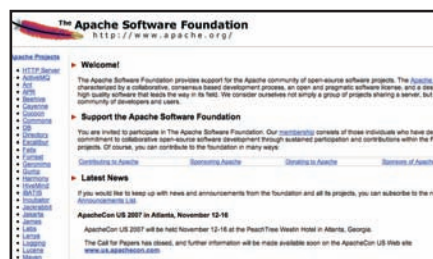 The Apache Software Foundation
http://www.apache.org/
Apache Projects
HTTP Server
ActiveMQ
Ant
APR
Beehive
Cayenne
Cocoon
Commons
DB
Directory
Excalibur
Felix
Forrest
Geronimo
Gump
Harmony
HiveMind
iBATIS
Incubator
Jackrabbit
Jakarta
James
Labs
Lenya
Logging
Lucene
Maven
Welcome!
The Apache Software Foundation provides support for the Apache community of open-source software projects. The Apache
characterized by a collaborative, consensus based development process, an open and pragmatic software license, and a des
high quality software that leads the way in its field. We consider ourselves not simply a group of projects sharing a server, but
community of developers and users.
Support the Apache Software Foundation
You are invited to participate in The Apache Software Foundation. Our membership consists of those individuals who have de
commitment to collaborative open-source software development through sustained participation and contributions within the F
projects. Of course, you can contribute to the foundation in many ways:
Contributing to Apache Sponsoring Apache Donating to Apache Sponsors of Apache
Latest News
If you would like to keep up with news and announcements from the foundation and all its projects, you can subscribe to the n
Announcements List.
ApacheCon US 2007 in Atlanta, November 12-16
ApacheCon US 2007 will be held November 12-16 at the PeachTree Westin Hotel in Atlanta, Georgia.
The Call for Papers has closed, and further information will be made available soon on the ApacheCon US Web site
www.us.apachecon.com.